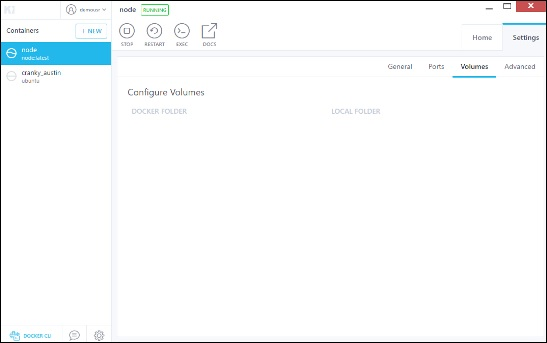 demouser
node RUNNING
Containers
+ NEW
STOP RESTART EXEC DOCS
Home Settings
node
node:latest
cranky_austin
ubuntu
General Ports Volumes Advanced
Configure Volumes
DOCKER FOLDER LOCAL FOLDER
DOCKER CLI